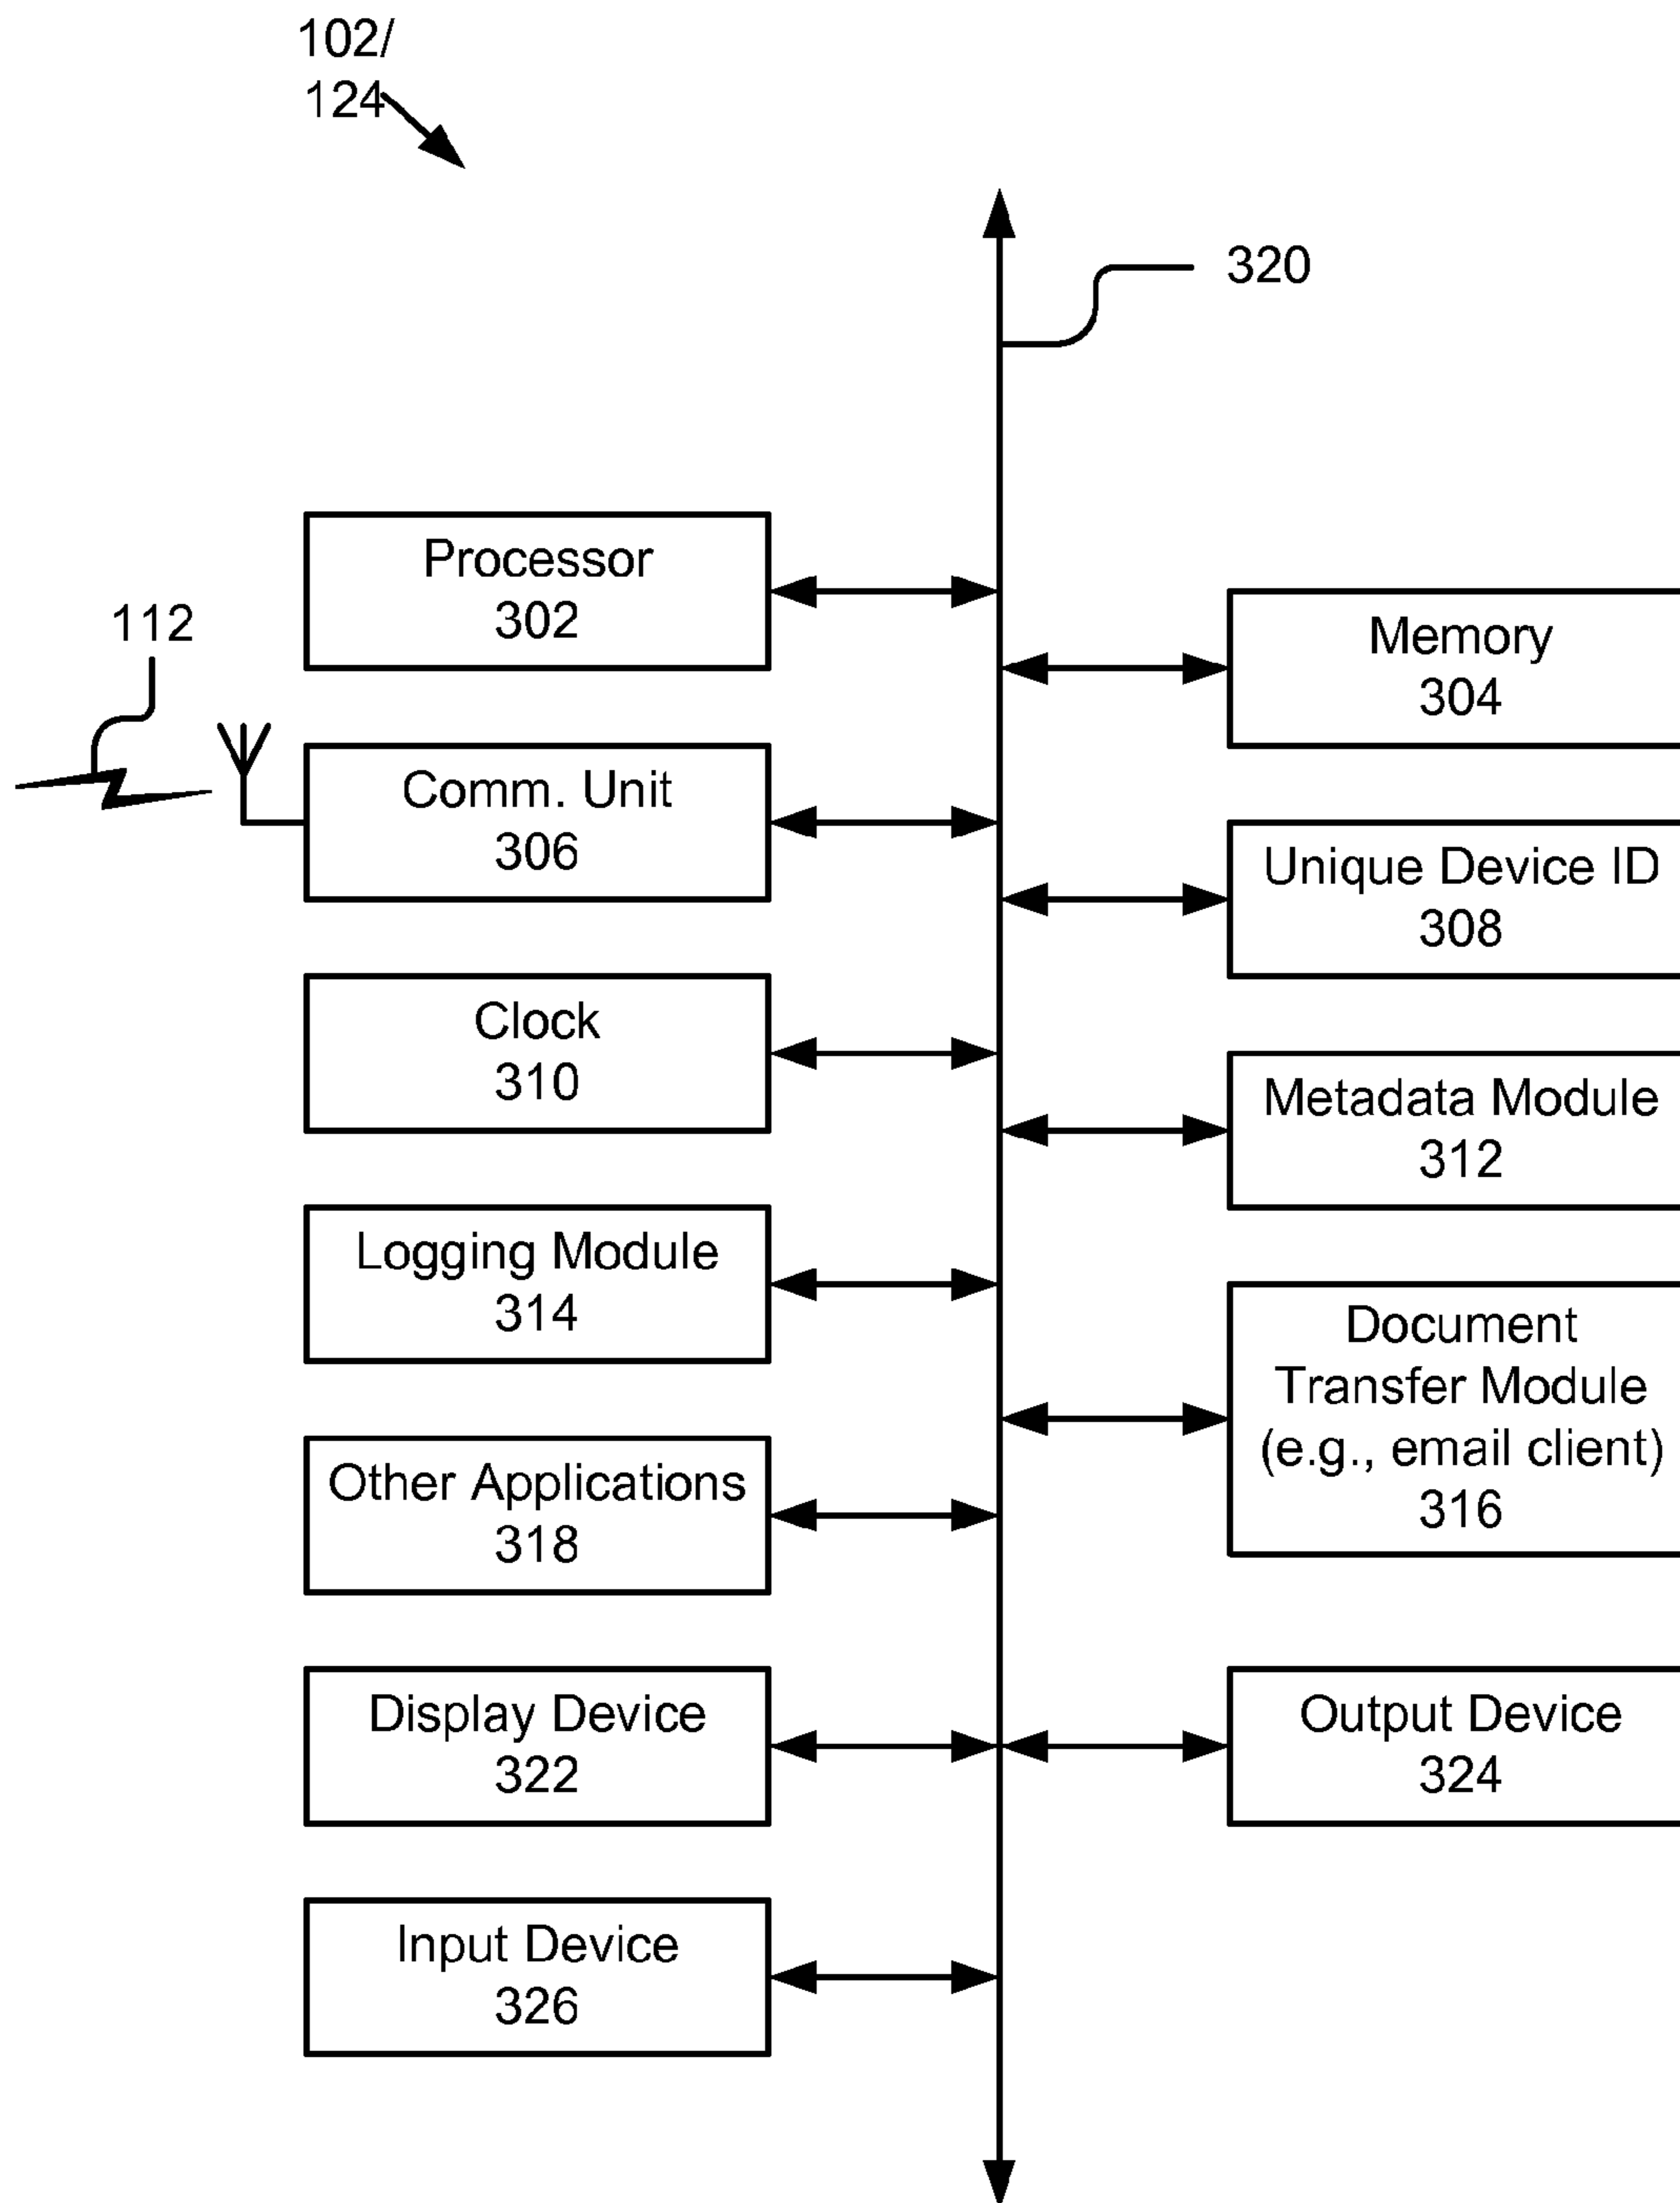 102/
124
320
Processor
302
112
Memory
304
Comm. Unit
306
Unique Device ID
308
Clock
310
Metadata Module
312
Logging Module
314
Document
Transfer Module
(e.g., email client)
316
Other Applications
318
Display Device
322
Output Device
324
Input Device
326